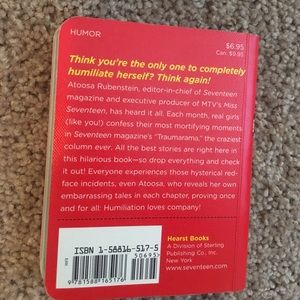 HUMOR
$6.95
Can. $9.95
Think you're the only one to completely
humiliate herself? Think again!
Atoosa Rubenstein, editor-in-chief of Seventeen
magazine and executive producer of MTV's Miss
Seventeen, has heard it all. Each month, real girls
(like you!) confess their most mortifying moments
in Seventeen magazine's "Traumarama," the craziest
column ever. All the best stories are right here in
this hilarious book—so drop everything and check
it out! Everyone experiences those hysterical red-
face incidents, even Atoosa, who reveals her own
embarrassing tales in each chapter, proving once
and for all: Humiliation loves company!
ISBN 1-58816-517-5
50695
9 781588 165176
Hearst Books
A Division of Sterling
Publishing Co., Inc.
New York
www.seventeen.com